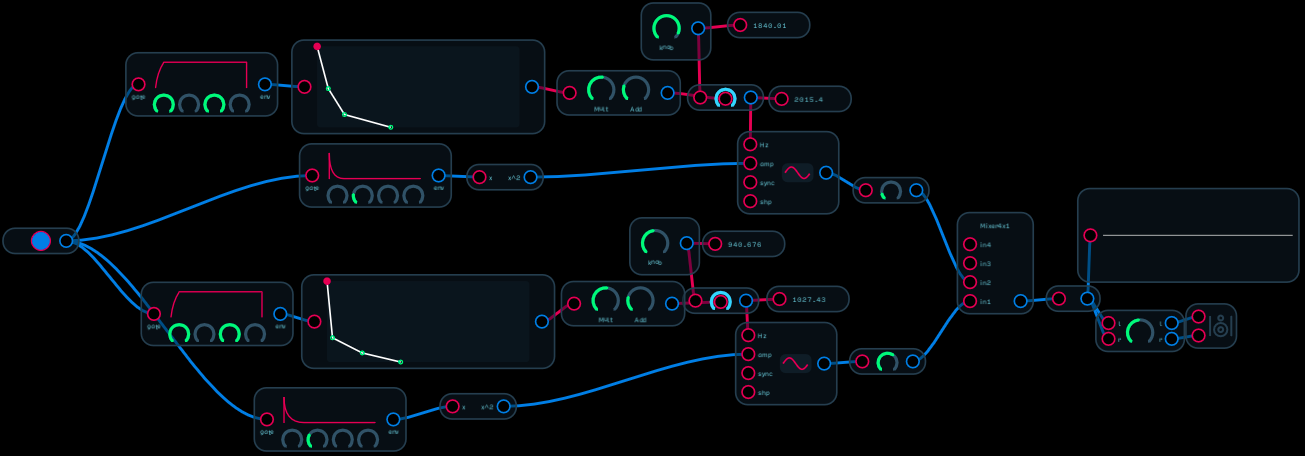 knob
1840.01
gate
env
Mult
Add
2015.4
Hz
amp
sync
shp
gate
env
x
x^2
Mixer4x1
in4
in3
in2
in1
knob
940.676
gate
env
Mult
Add
1027.43
Hz
amp
sync
shp
l
r
l
r
gate
env
x
x^2